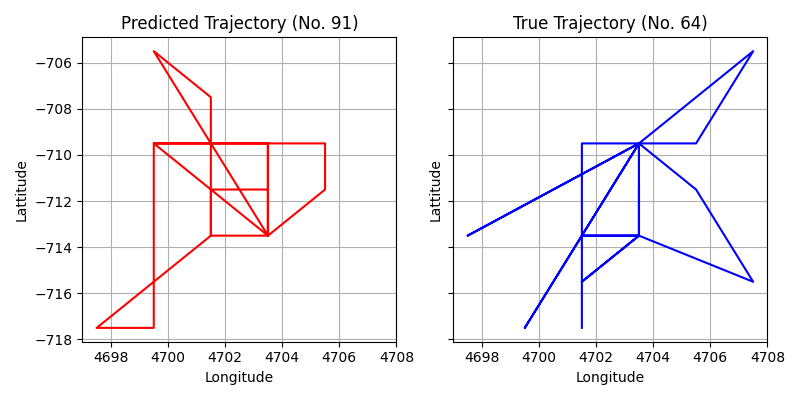 Predicted Trajectory (No. 91)
True Trajectory (No. 64)
−706
−708
−710
−712
−714
−716
−718
Lattitude
Lattitude
4698 4700 4702 4704 4706 4708
4698 4700 4702 4704 4706 4708
Longitude
Longitude